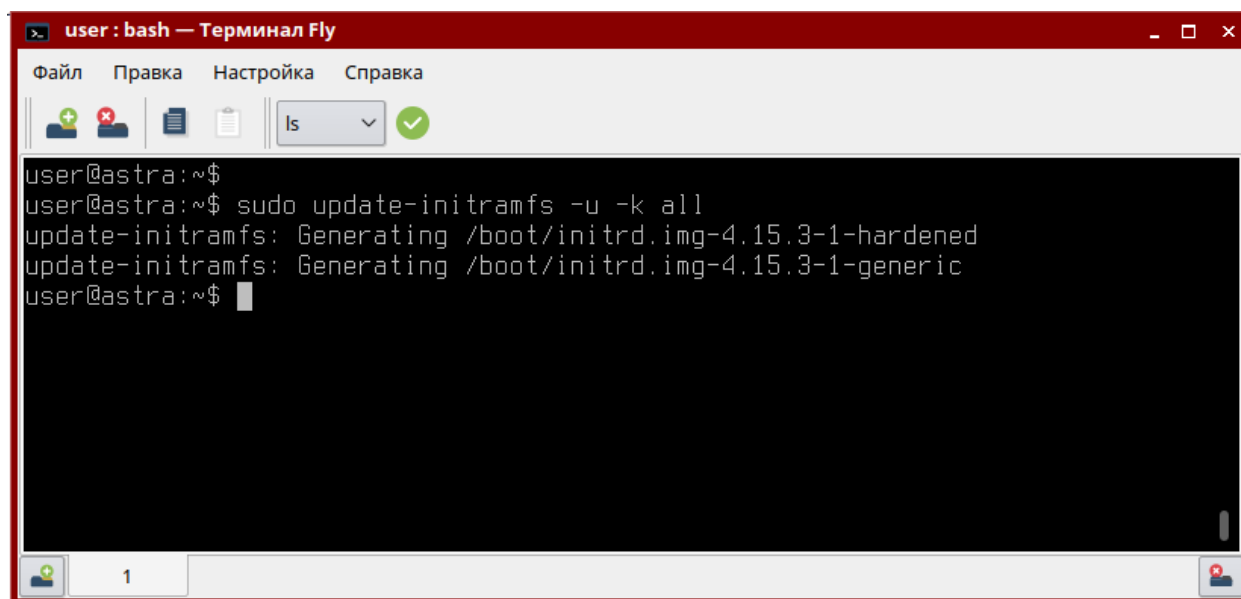 user : bash — Терминал Fly
Файл Правка Настройка Справка
ls
user@astra:~$
user@astra:~$ sudo update-initramfs -u -k all
update-initramfs: Generating /boot/initrd.img-4.15.3-1-hardened
update-initramfs: Generating /boot/initrd.img-4.15.3-1-generic
user@astra:~$
1